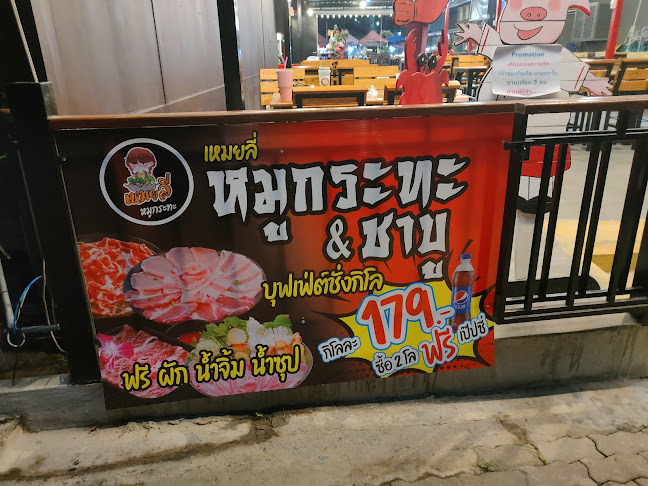 Promotion
เหมยลี่
หมูกระทะ
& ชาบู
เหมยลี่
หมูกระทะ
บุฟเฟ่ต์ชั่งกิโล
กิโลละ 179.-
ซื้อ 2 โล ฟรี เป๊ปซี่
pepsi
ฟรี ผัก น้ำจิ้ม น้ำซุป